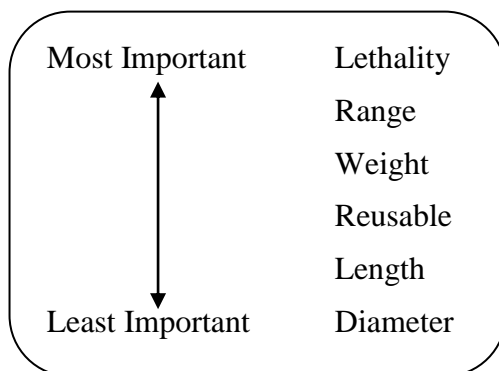 Most Important Lethality
Range
Weight
Reusable
Length
Least Important Diameter